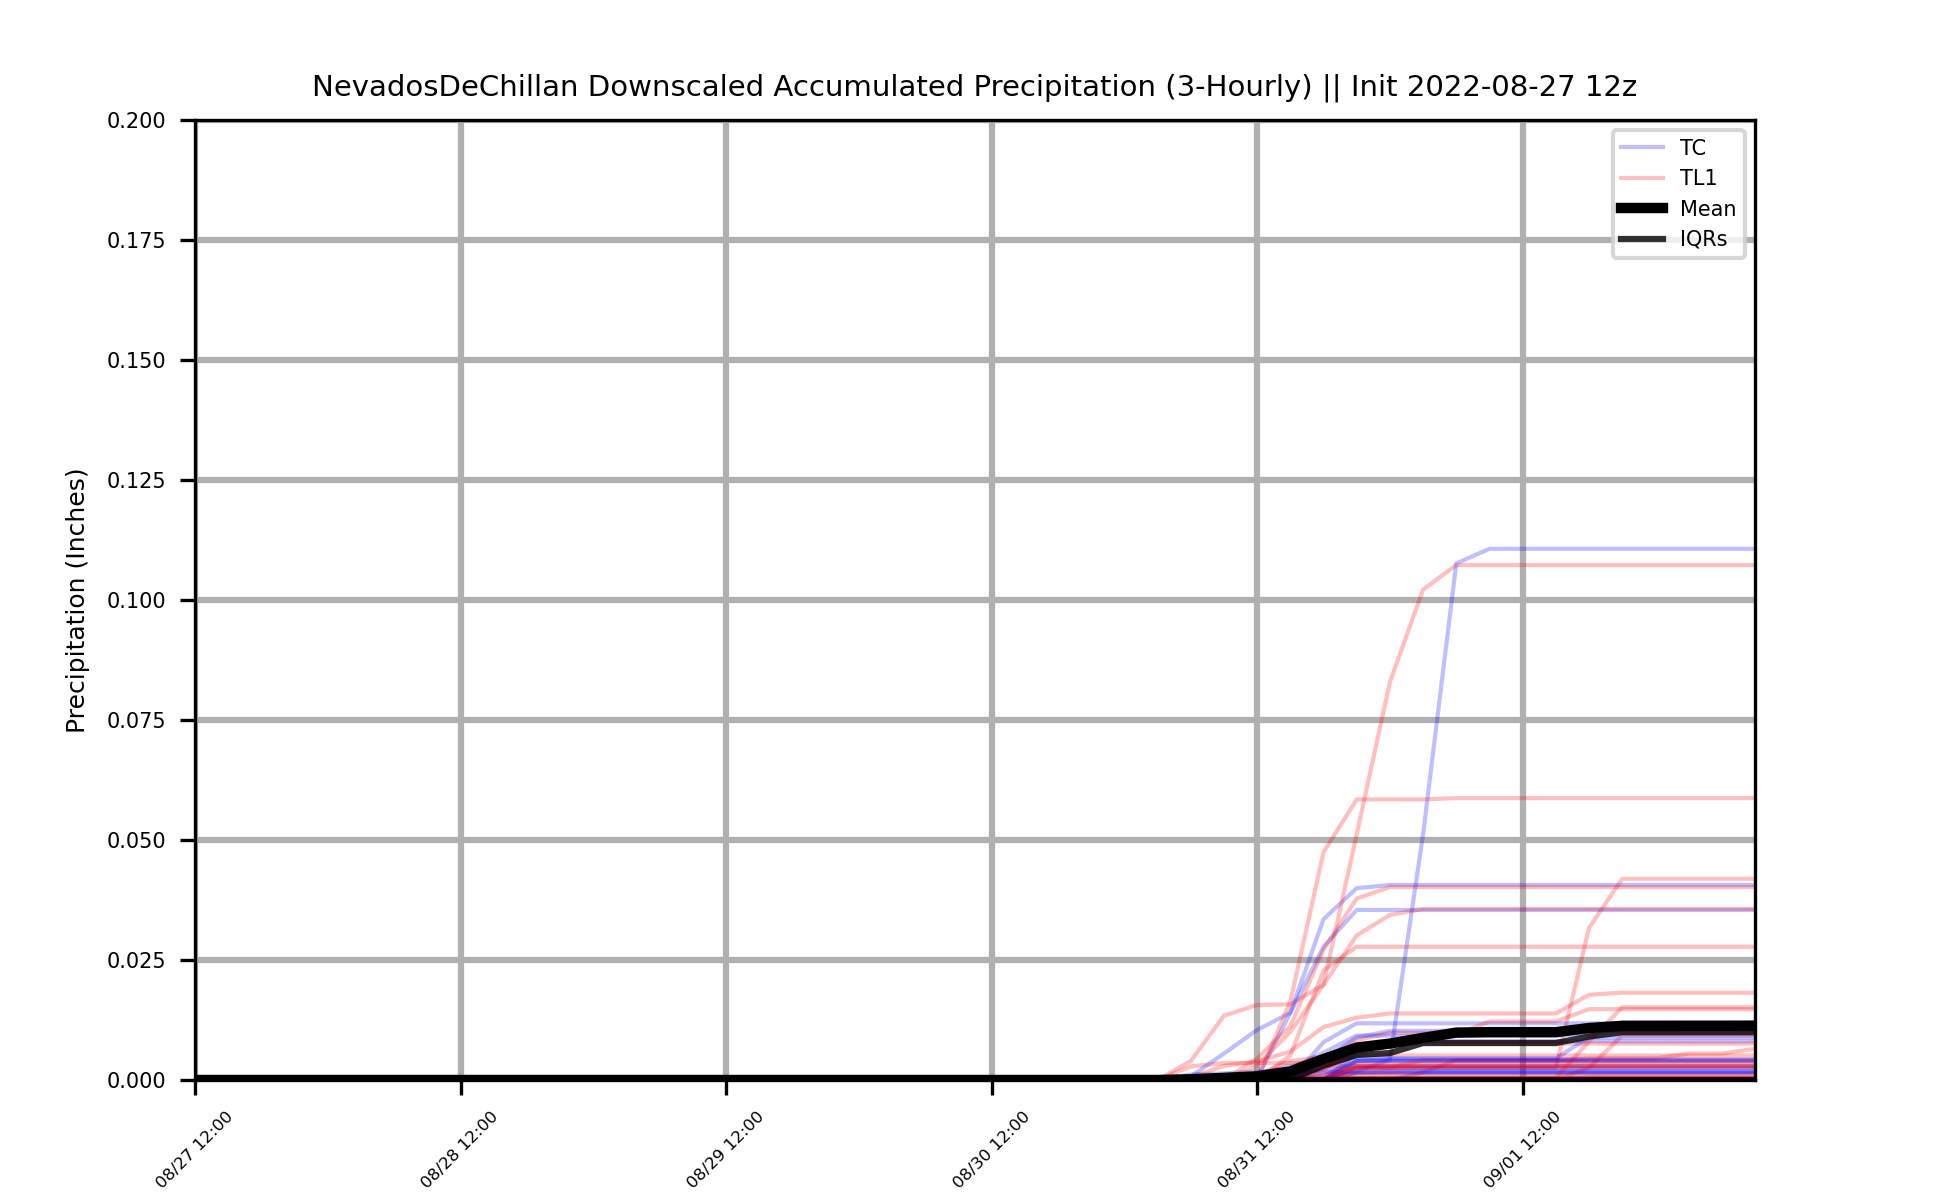 NevadosDeChillan Downscaled Accumulated Precipitation (3-Hourly) || Init 2022-08-27 12z
TC
TL1
Mean
IQRs
Precipitation (Inches)
0.200
0.175
0.150
0.125
0.100
0.075
0.050
0.025
0.000
08/27 12:00
08/28 12:00
08/29 12:00
08/30 12:00
08/31 12:00
09/01 12:00